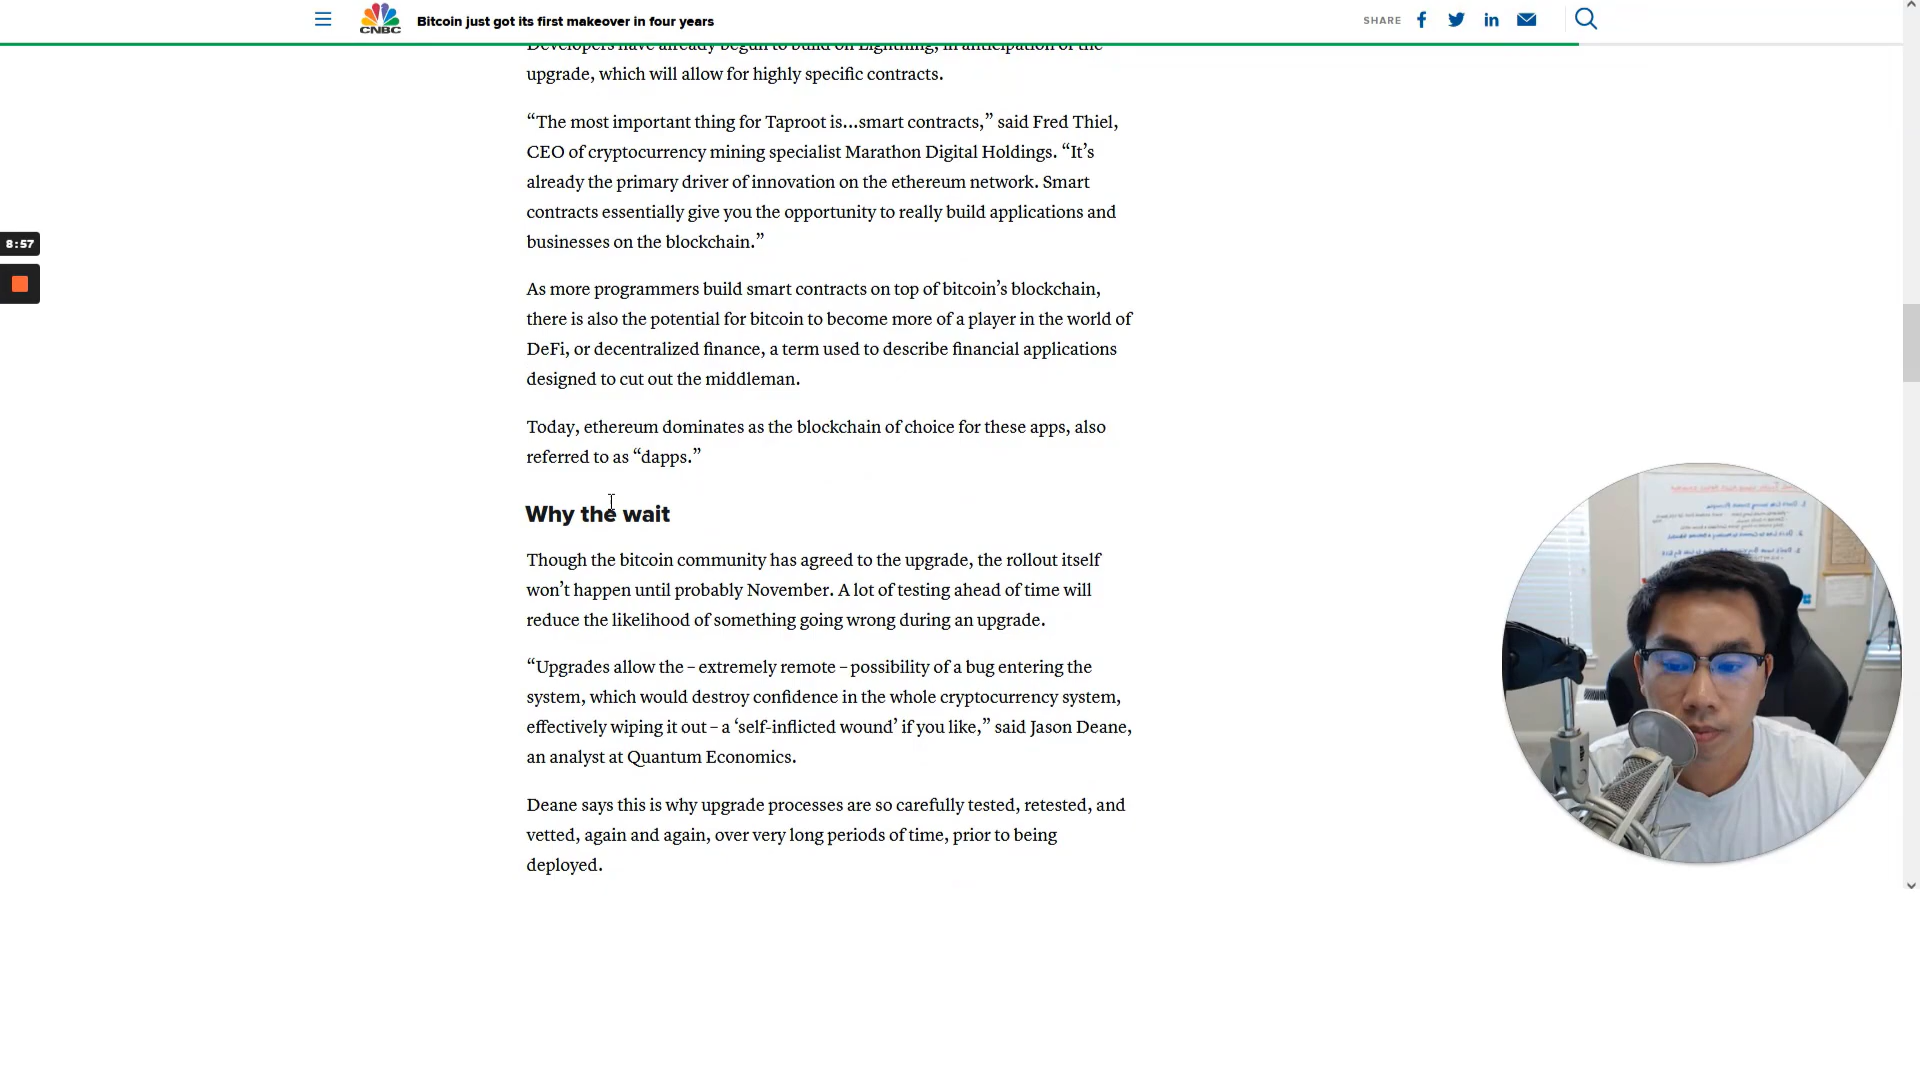 CNBC
Bitcoin just got its first makeover in four years
SHARE
Developers have already begun to build on Lightning, in anticipation of the
upgrade, which will allow for highly specific contracts.
“The most important thing for Taproot is...smart contracts,” said Fred Thiel,
CEO of cryptocurrency mining specialist Marathon Digital Holdings. “It’s
already the primary driver of innovation on the ethereum network. Smart
contracts essentially give you the opportunity to really build applications and
businesses on the blockchain.”
8:57
As more programmers build smart contracts on top of bitcoin’s blockchain,
there is also the potential for bitcoin to become more of a player in the world of
DeFi, or decentralized finance, a term used to describe financial applications
designed to cut out the middleman.
Today, ethereum dominates as the blockchain of choice for these apps, also
referred to as “dapps.”
Why the wait
Though the bitcoin community has agreed to the upgrade, the rollout itself
won’t happen until probably November. A lot of testing ahead of time will
reduce the likelihood of something going wrong during an upgrade.
“Upgrades allow the – extremely remote – possibility of a bug entering the
system, which would destroy confidence in the whole cryptocurrency system,
effectively wiping it out – a ‘self-inflicted wound’ if you like,” said Jason Deane,
an analyst at Quantum Economics.
Deane says this is why upgrade processes are so carefully tested, retested, and
vetted, again and again, over very long periods of time, prior to being
deployed.